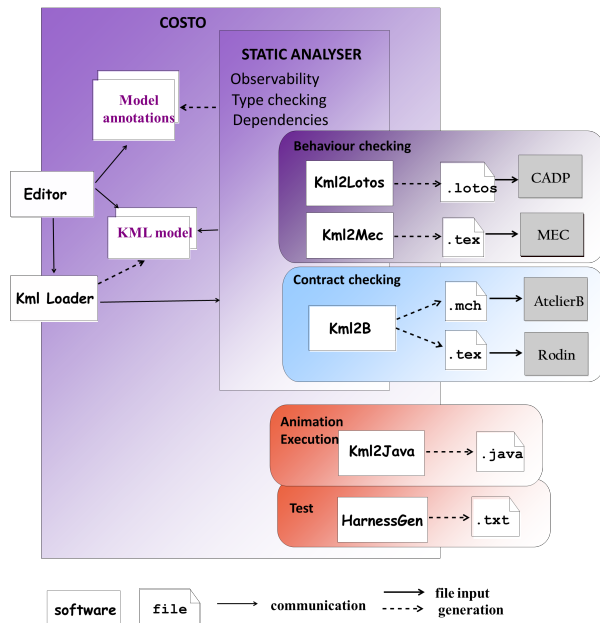 COSTO
STATIC ANALYSER
Observability
Type checking
Dependencies
Model
annotations
Behaviour checking
Kml2Lotos
.lotos
CADP
Editor
KML model
Kml2Mec
.tex
MEC
Kml Loader
Contract checking
Kml2B
.mch
AtelierB
.tex
Rodin
Animation
Execution
Kml2Java
.java
Test
HarnessGen
.txt
software
file
communication
file input
generation